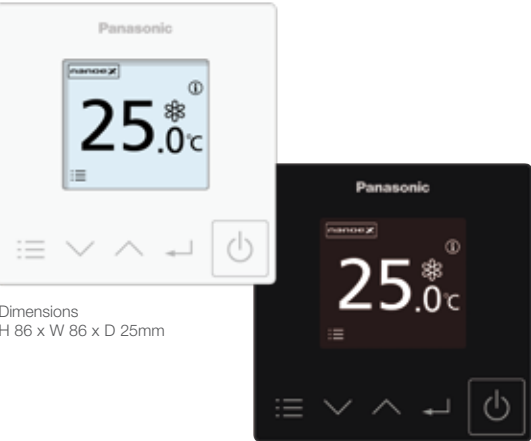 Panasonic
nanoe X
25.0°C
Panasonic
nanoe X
25.0°C
Dimensions
H 86 x W 86 x D 25mm